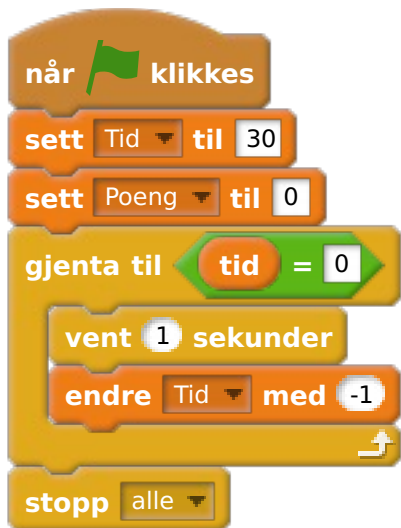 når klikkes
sett Tid til 30
sett Poeng til 0
gjenta til tid = 0
vent 1 sekunder
endre Tid med -1
stopp alle